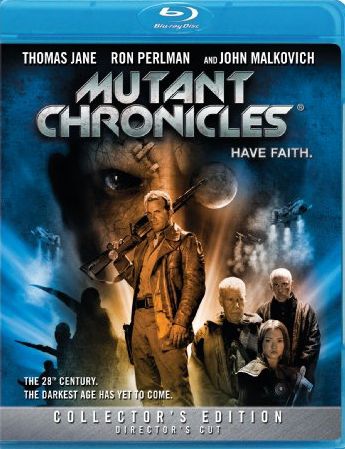 Blu-ray Disc
THOMAS JANE RON PERLMAN AND JOHN MALKOVICH
MUTANT
CHRONICLES®
HAVE FAITH.
THE 28TH CENTURY.
THE DARKEST AGE HAS YET TO COME.
COLLECTOR'S EDITION
DIRECTOR'S CUT